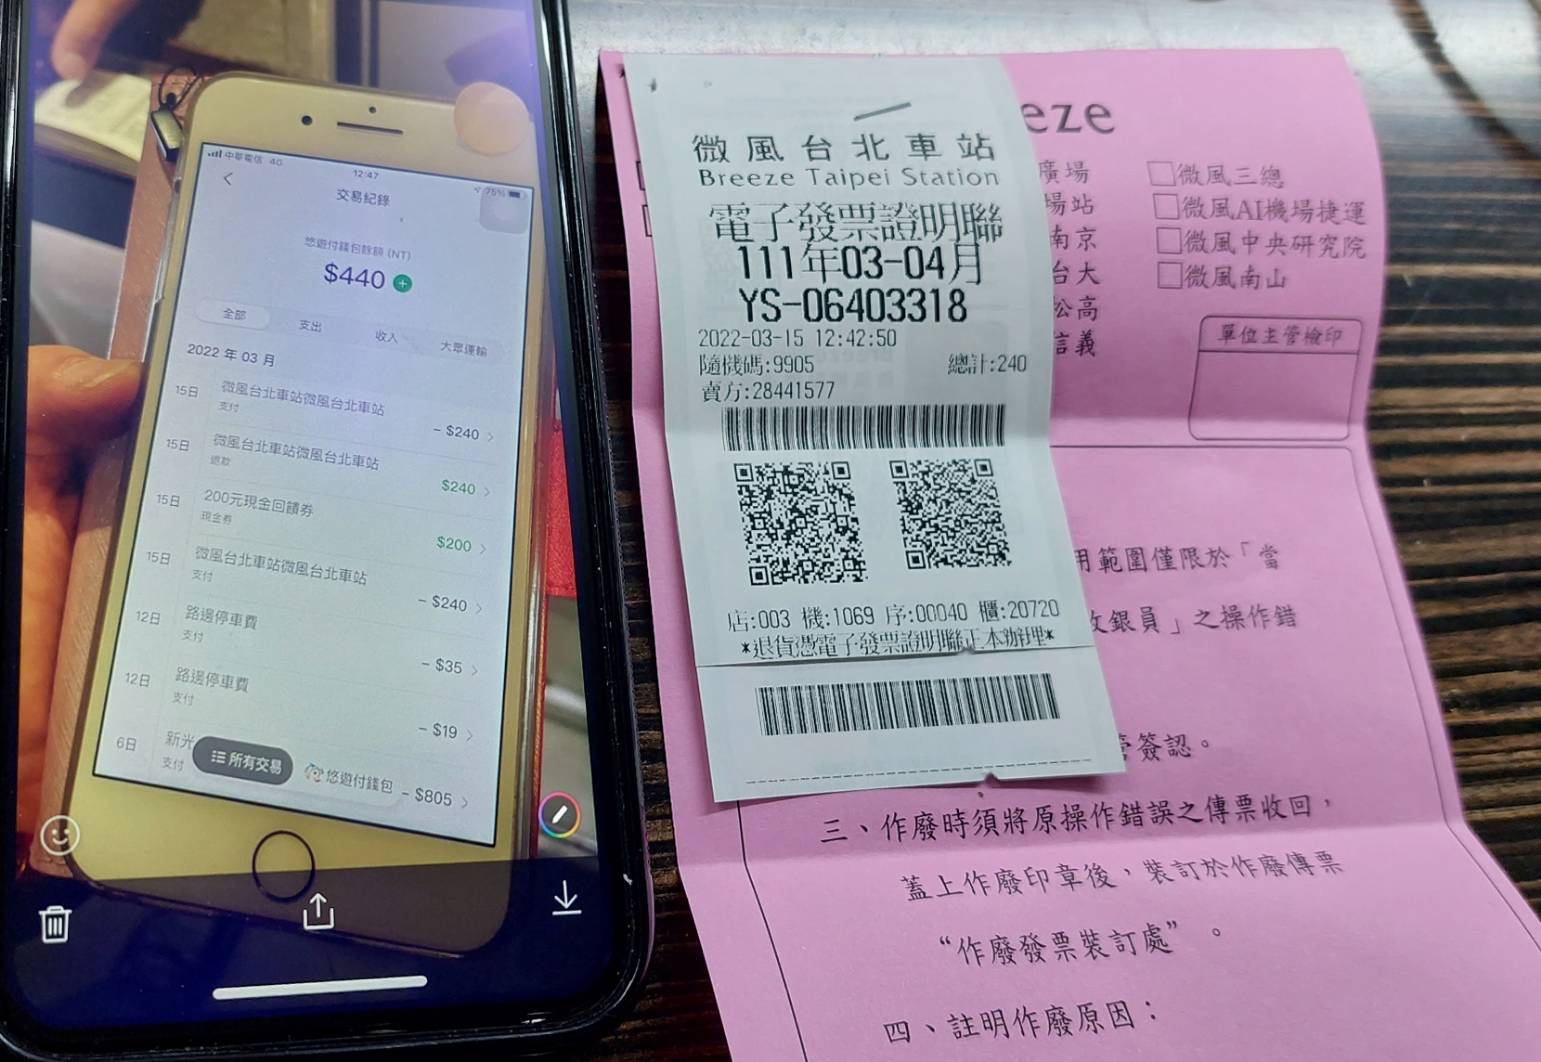 中華電信 4G
12:47
75%
交易紀錄
悠遊付錢包餘額 (NT)
$440
全部
支出
收入
大眾運輸
2022 年 03 月
15日
微風台北車站微風台北車站
支付
- $240
15日
微風台北車站微風台北車站
退款
$240
15日
200元現金回饋券
現金券
$200
15日
微風台北車站微風台北車站
支付
- $240
12日
路邊停車費
支付
- $35
12日
路邊停車費
支付
- $19
6日
新光
支付
所有交易
悠遊付錢包
- $805
微風台北車站
Breeze Taipei Station
電子發票證明聯
111年03-04月
YS-06403318
2022-03-15 12:42:50
隨機碼:9905 總計:240
賣方:28441577
店:003 機:1069 序:00040 櫃:20720
*退貨憑電子發票證明聯正本辦理*
eze
廣場 □微風三總
場站 □微風AI機場捷運
南京 □微風中央研究院
台大 □微風南山
松高
信義
單位主管檢印
用範圍僅限於「當
收銀員」之操作錯
簽認。
三、作廢時須將原操作錯誤之傳票收回，
蓋上作廢印章後，裝訂於作廢傳票
“作廢發票裝訂處”。
四、註明作廢原因：